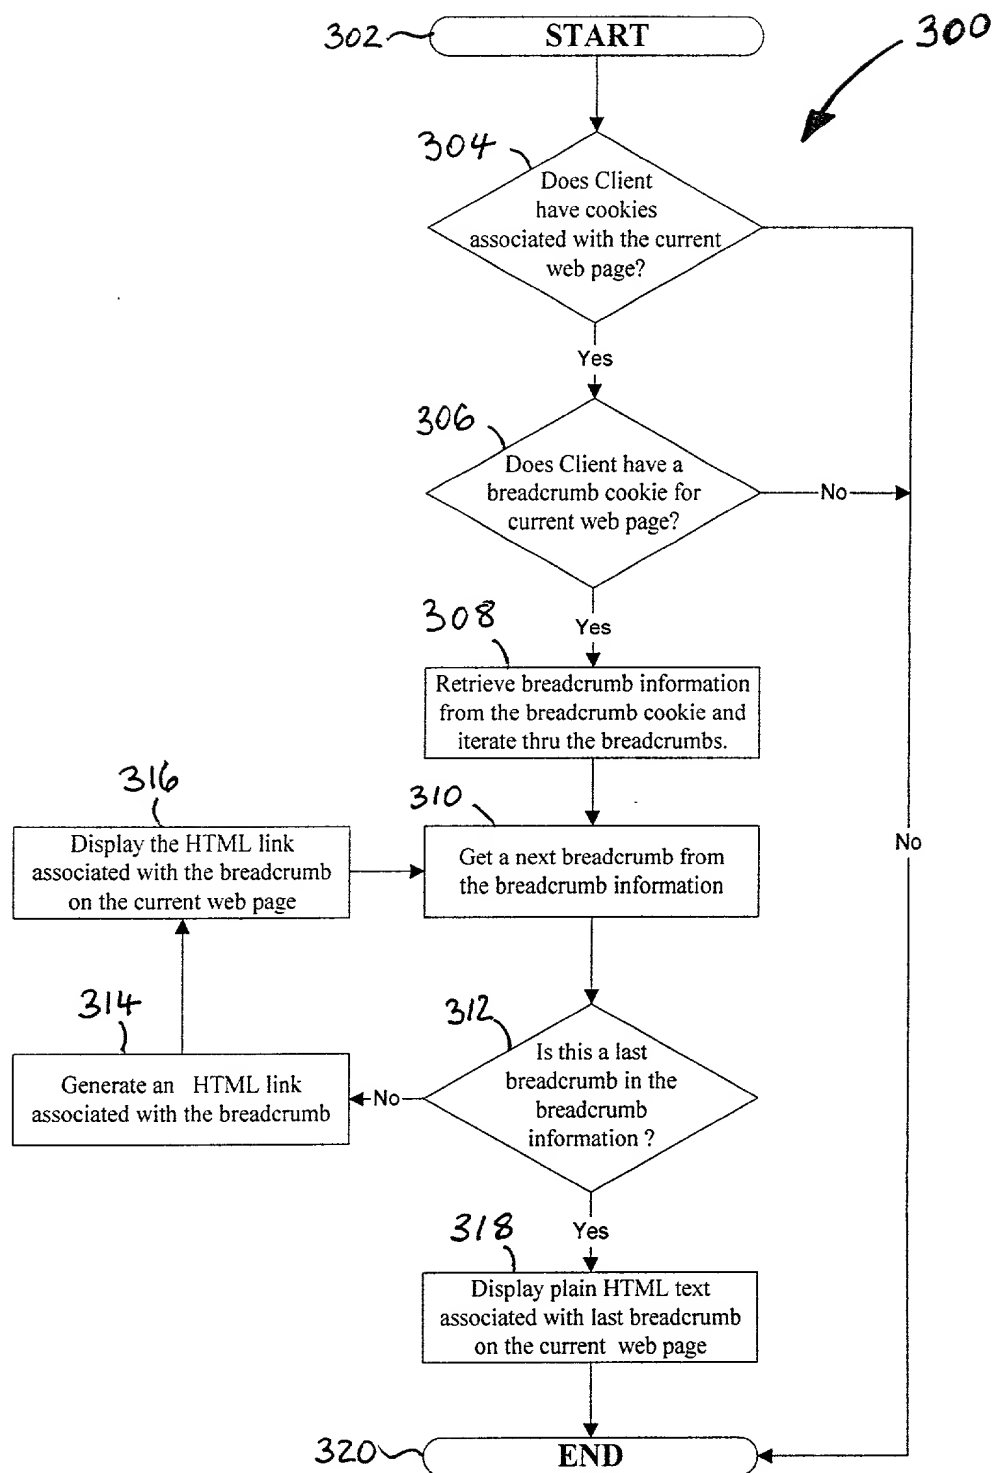 302
START
300
304
Does Client
have cookies
associated with the current
web page?
Yes
306
Does Client have a
breadcrumb cookie for
current web page?
No
Yes
308
Retrieve breadcrumb information
from the breadcrumb cookie and
iterate thru the breadcrumbs.
316
Display the HTML link
associated with the breadcrumb
on the current web page
310
Get a next breadcrumb from
the breadcrumb information
No
314
Generate an HTML link
associated with the breadcrumb
312
Is this a last
breadcrumb in the
breadcrumb
information ?
No
Yes
318
Display plain HTML text
associated with last breadcrumb
on the current web page
320
END